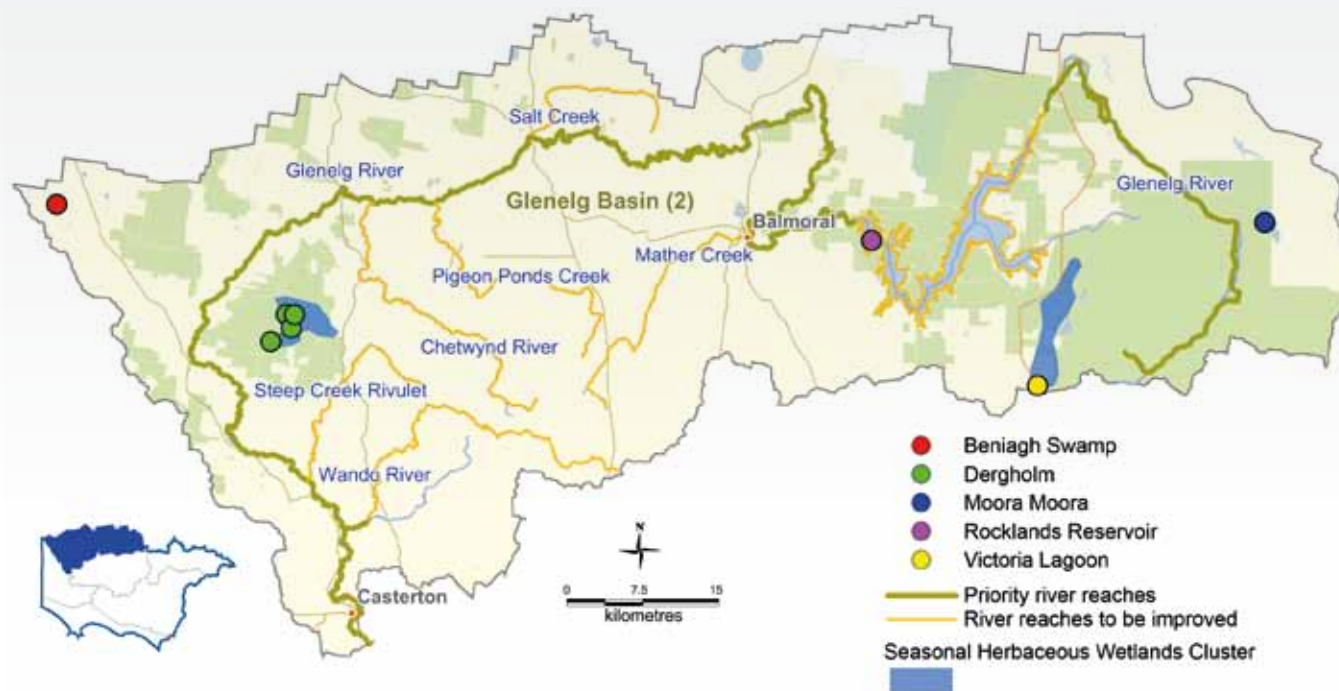 Salt Creek
Glenelg River
Glenelg Basin (2)
Glenelg River
Balmoral
Mather Creek
Pigeon Ponds Creek
Chetwynd River
Steep Creek Rivulet
Wando River
Casterton
N
0 7.5 15
kilometres
Beniagh Swamp
Dergholm
Moora Moora
Rocklands Reservoir
Victoria Lagoon
Priority river reaches
River reaches to be improved
Seasonal Herbaceous Wetlands Cluster